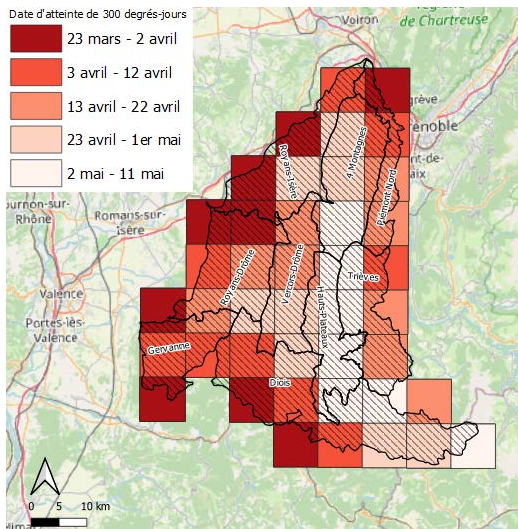 Date d'atteinte de 300 degrés-jours
23 mars - 2 avril
3 avril - 12 avril
13 avril - 22 avril
23 avril - 1er mai
2 mai - 11 mai
Voiron
de Chartreuse
Royans-Isère
4 Montagnes
Piémont Nord
Romans-sur-
Isère
Valence
Portes-lès-
Valence
Royans-Drôme
Vercors-Drôme
Hauts-Plateaux
Trièves
Gervanne
Diois
0 5 10 km